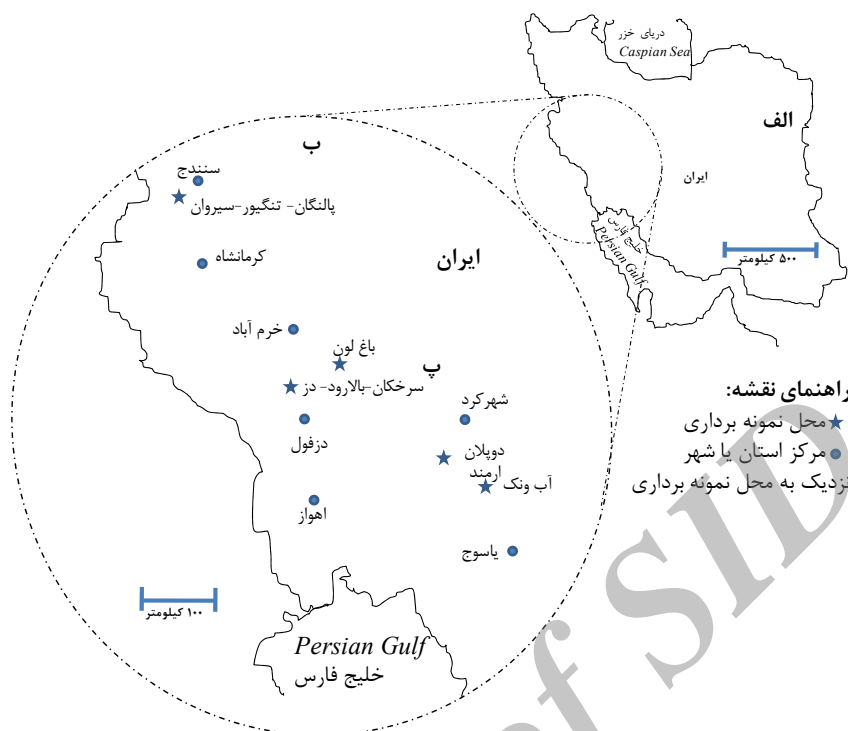 دریای خزر
Caspian Sea
الف
ایران
خلیج فارس
Persian Gulf
۵۰۰ کیلومتر
ب
سنندج
پالنگان- تنگیور-سیروان
کرمانشاه
ایران
خرم آباد
باغ لون
پ
سرخکان-بالارود- دز
شهرکرد
دزفول
دوپلان
ارمند
آب ونک
اهواز
یاسوج
۱۰۰ کیلومتر
Persian Gulf
خلیج فارس
راهنمای نقشه:
محل نمونه برداری
مرکز استان یا شهر
نزدیک به محل نمونه برداری
of SID